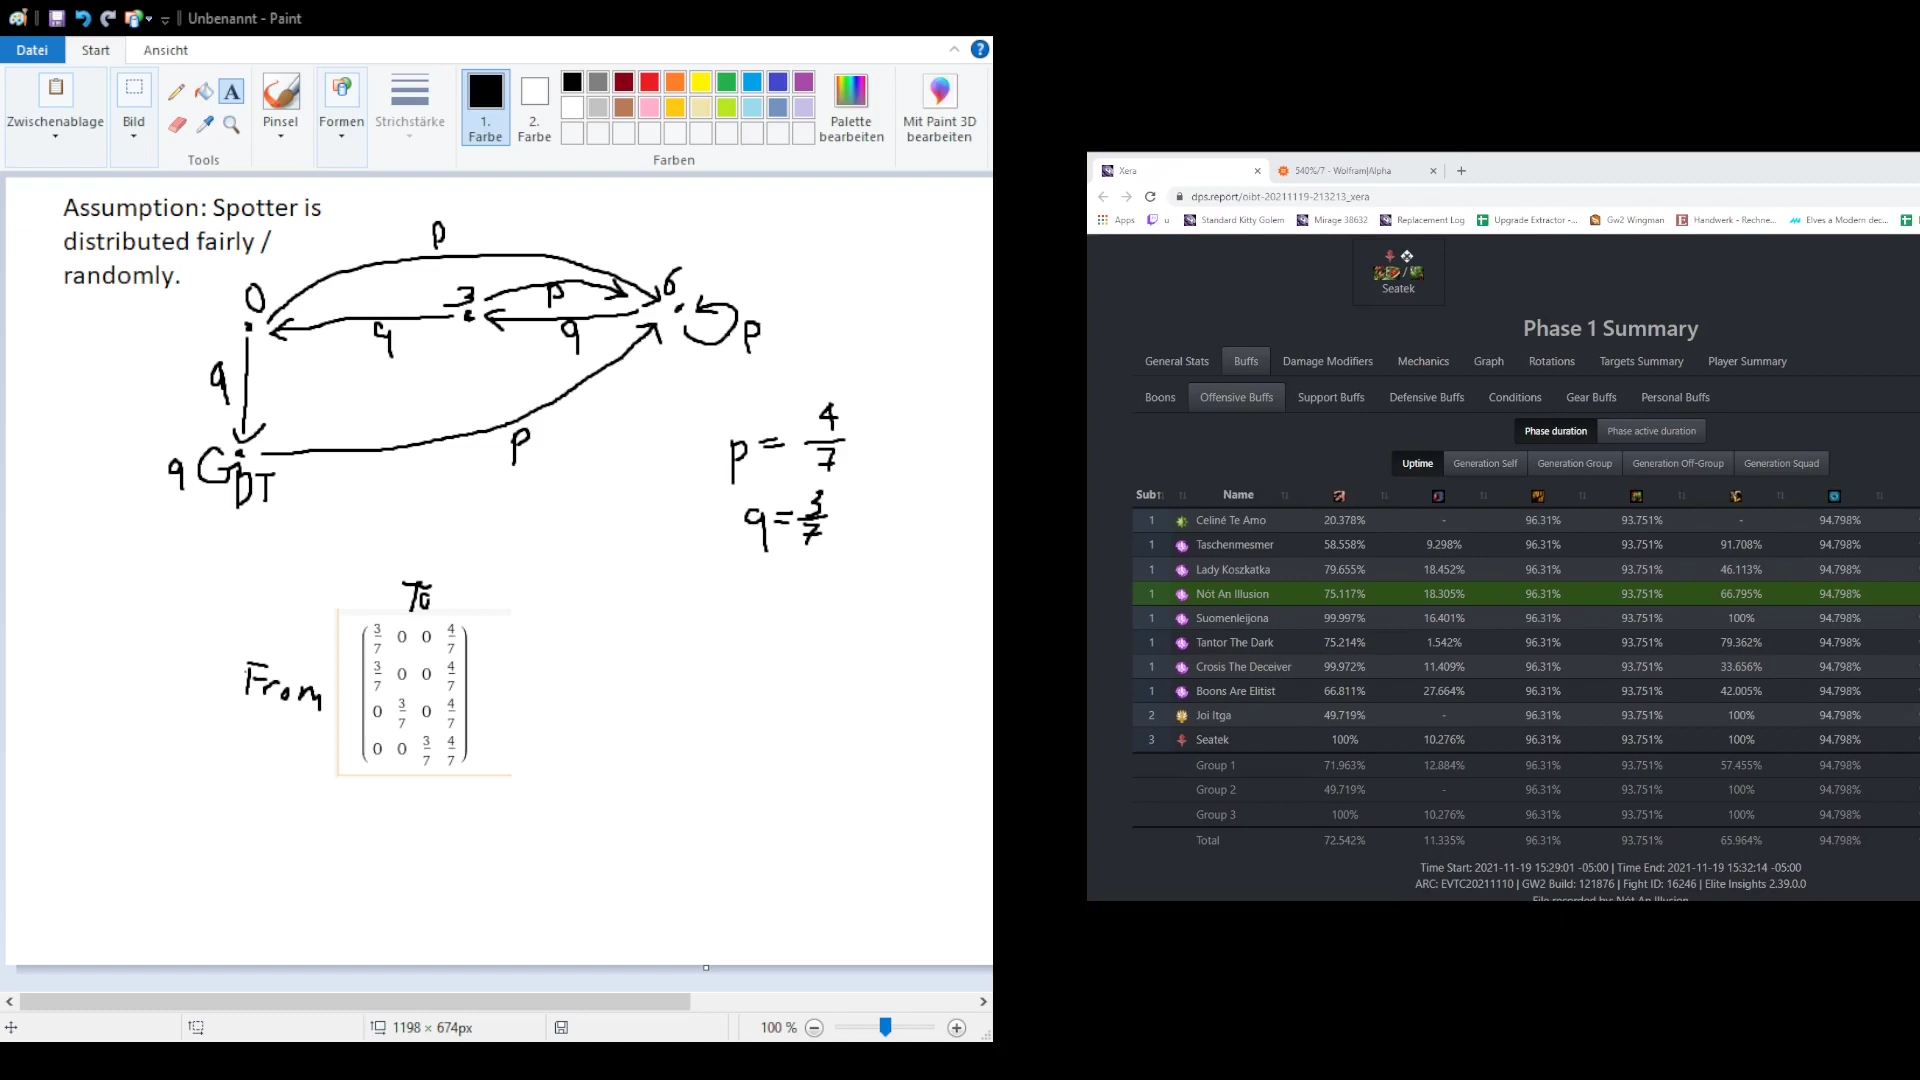 Unbenannt - Paint
Datei
Start
Ansicht
Zwischenablage
Bild
Tools
Pinsel
Formen
Strichstärke
1. Farbe
2. Farbe
Palette bearbeiten
Mit Paint 3D bearbeiten
Farben
Assumption: Spotter is
distributed fairly /
randomly.
p
0
3
p
6
q
q
p
q
p
q
DT
p = 4/7
q = 3/7
To
From
3/7 0 0 4/7
3/7 0 0 4/7
0 3/7 0 4/7
0 0 3/7 4/7
1198 × 674px
100 %
Xera
540%/7 - Wolfram|Alpha
dps.report/oibt-20211119-213213_xera
Apps
u
Standard Kitty Golem
Mirage 38632
Replacement Log
Upgrade Extractor -...
Gw2 Wingman
Handwerk - Rechne...
Elves a Modern dec...
Seatek
Phase 1 Summary
General Stats Buffs Damage Modifiers Mechanics Graph Rotations Targets Summary Player Summary
Boons Offensive Buffs Support Buffs Defensive Buffs Conditions Gear Buffs Personal Buffs
Phase duration Phase active duration
Uptime Generation Self Generation Group Generation Off-Group Generation Squad
Sub Name
1 Celiné Te Amo 20.378% - 96.31% 93.751% - 94.798%
1 Taschenmesmer 58.558% 9.298% 96.31% 93.751% 91.708% 94.798%
1 Lady Koszkatka 79.655% 18.452% 96.31% 93.751% 46.113% 94.798%
1 Nót An Illusion 75.117% 18.305% 96.31% 93.751% 66.795% 94.798%
1 Suomenleijona 99.997% 16.401% 96.31% 93.751% 100% 94.798%
1 Tantor The Dark 75.214% 1.542% 96.31% 93.751% 79.362% 94.798%
1 Crosis The Deceiver 99.972% 11.409% 96.31% 93.751% 33.656% 94.798%
1 Boons Are Elitist 66.811% 27.664% 96.31% 93.751% 42.005% 94.798%
2 Joi Itga 49.719% - 96.31% 93.751% 100% 94.798%
3 Seatek 100% 10.276% 96.31% 93.751% 100% 94.798%
Group 1 71.963% 12.884% 96.31% 93.751% 57.455% 94.798%
Group 2 49.719% - 96.31% 93.751% 100% 94.798%
Group 3 100% 10.276% 96.31% 93.751% 100% 94.798%
Total 72.542% 11.335% 96.31% 93.751% 65.964% 94.798%
Time Start: 2021-11-19 15:29:01 -05:00 | Time End: 2021-11-19 15:32:14 -05:00
ARC: EVTC20211110 | GW2 Build: 121876 | Fight ID: 16246 | Elite Insights 2.39.0.0
File recorded by: Nót An Illusion